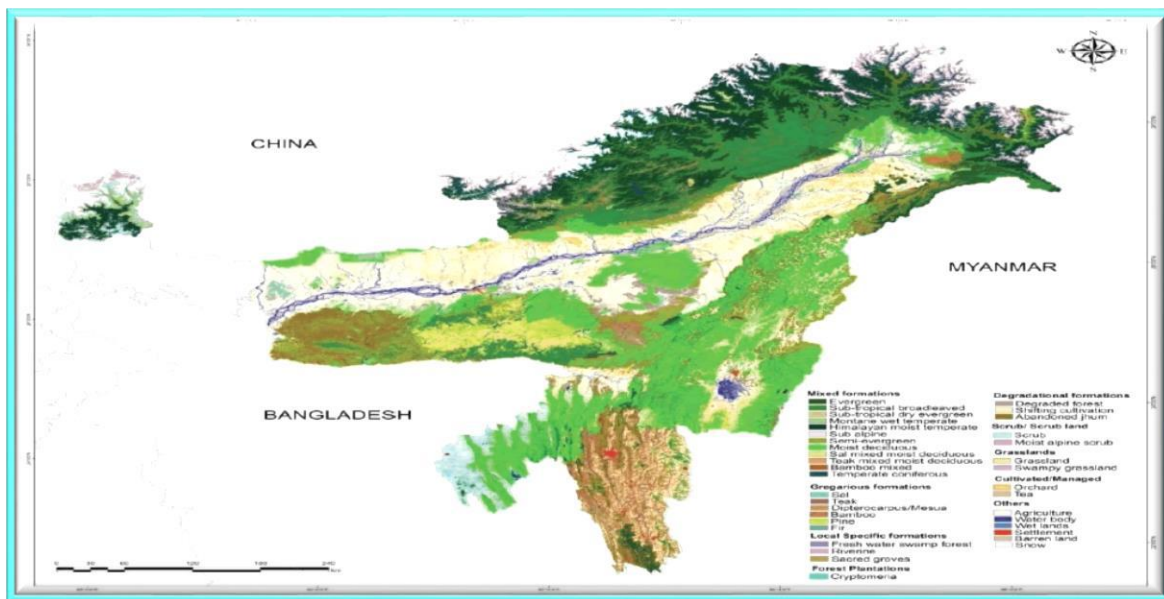 N
W E
S
CHINA
MYANMAR
BANGLADESH
Mixed formations
Evergreen
Sub-tropical broadleaved
Sub-tropical dry evergreen
Montane wet temperate
Himalayan moist temperate
Sub alpine
Semi-evergreen
Moist deciduous
Sal mixed moist deciduous
Teak mixed moist deciduous
Bamboo mixed
Temperate coniferous
Gregarious formations
Sal
Teak
Dipterocarpus/Mesua
Bamboo
Pine
Fir
Local Specific formations
Fresh water swamp forest
Riverine
Sacred groves
Forest Plantations
Cryptomeria
Degradational formations
Degraded forest
Shifting cultivation
Abandoned jhum
Scrub/ Scrub land
Scrub
Moist alpine scrub
Grasslands
Grassland
Swampy grassland
Cultivated/Managed
Orchard
Tea
Others
Agriculture
Water body
Wet lands
Settlement
Barren land
Snow